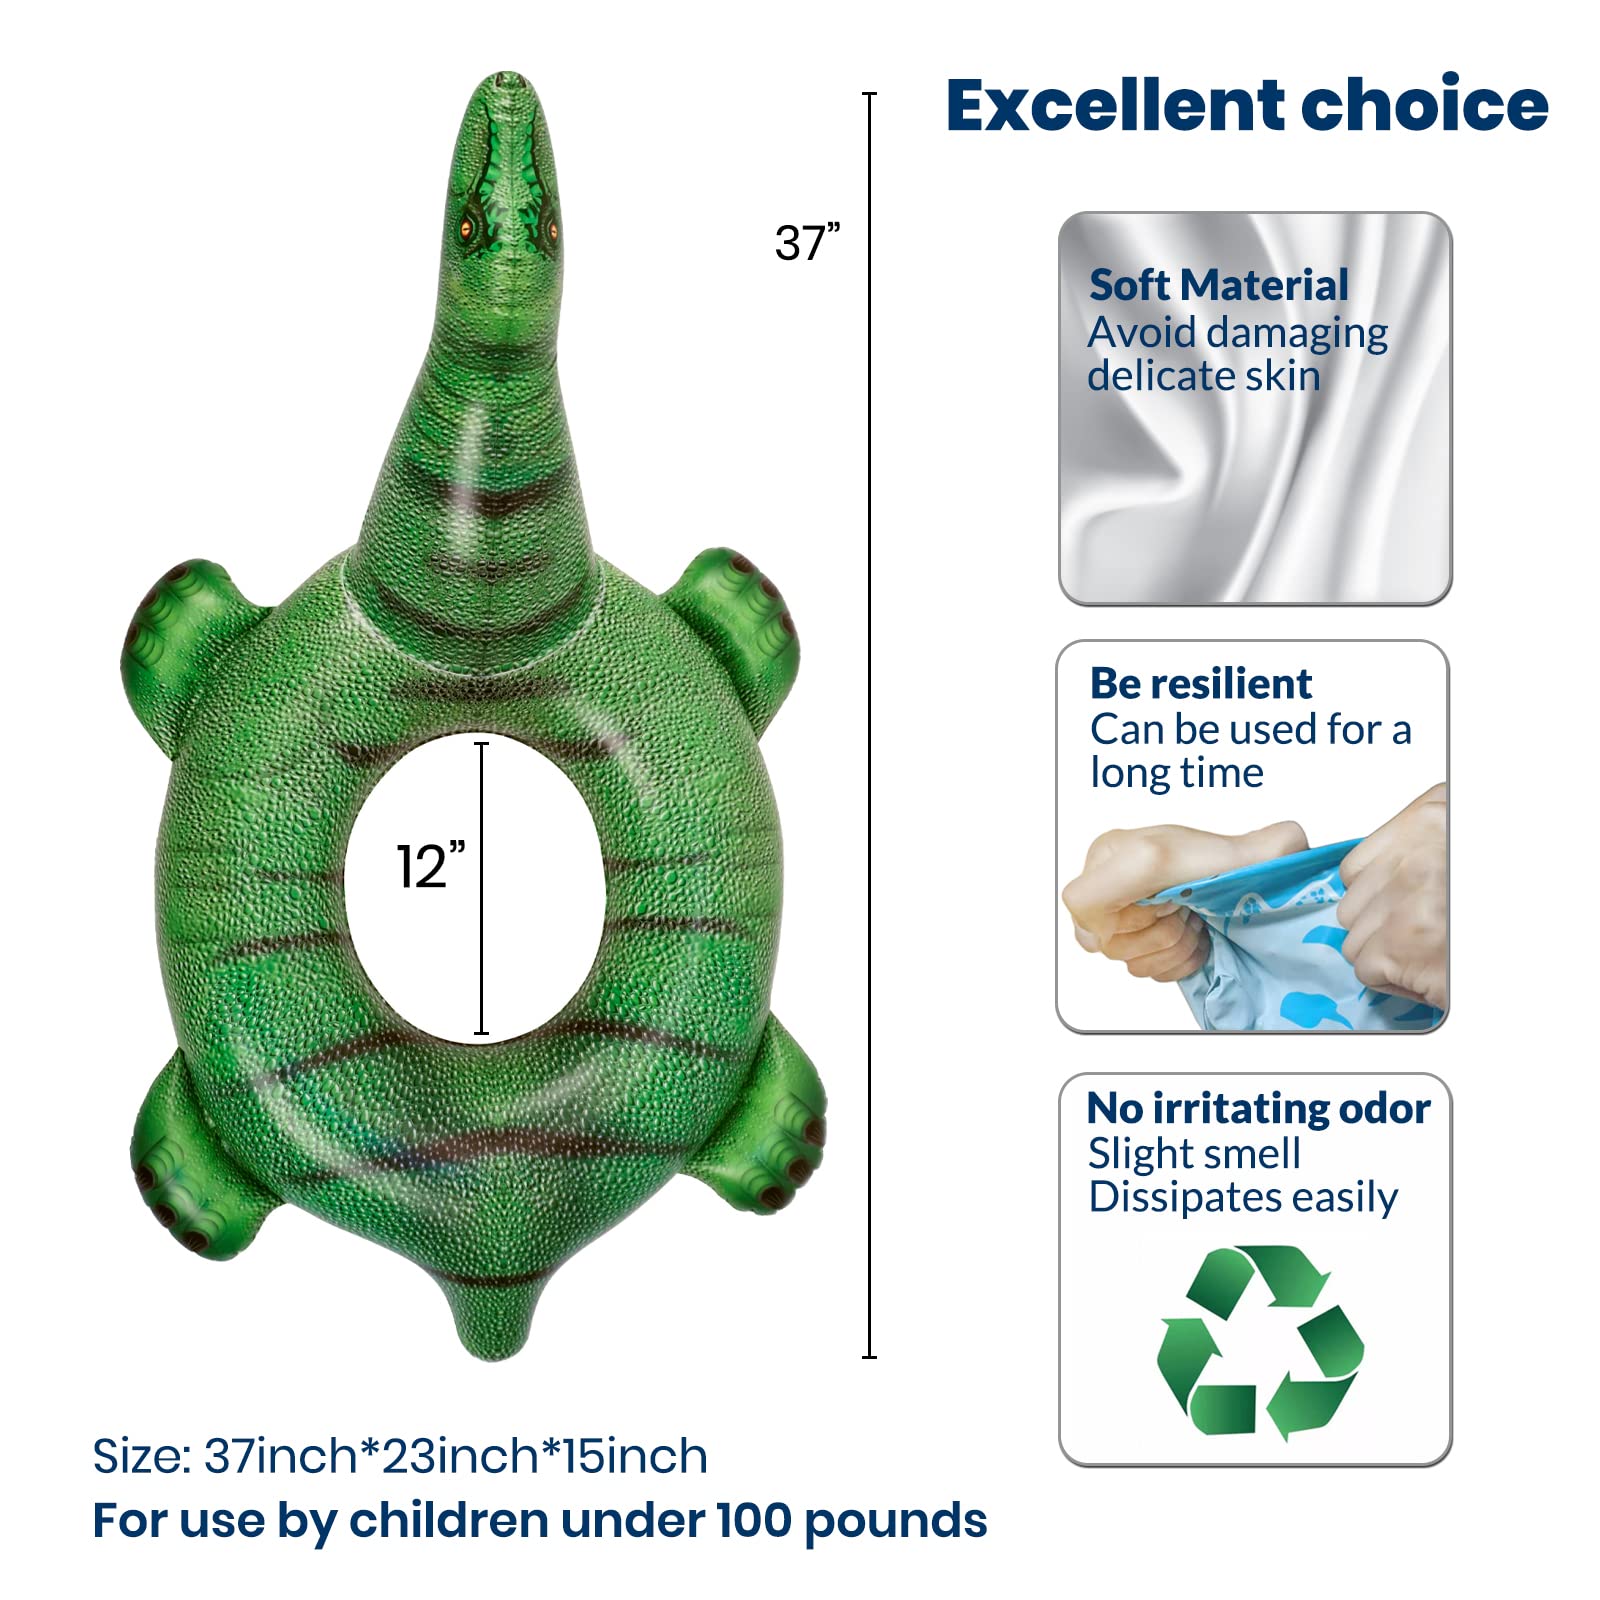 Excellent choice
37”
Soft Material
Avoid damaging
delicate skin
Be resilient
Can be used for a
long time
12”
No irritating odor
Slight smell
Dissipates easily
Size: 37inch*23inch*15inch
For use by children under 100 pounds